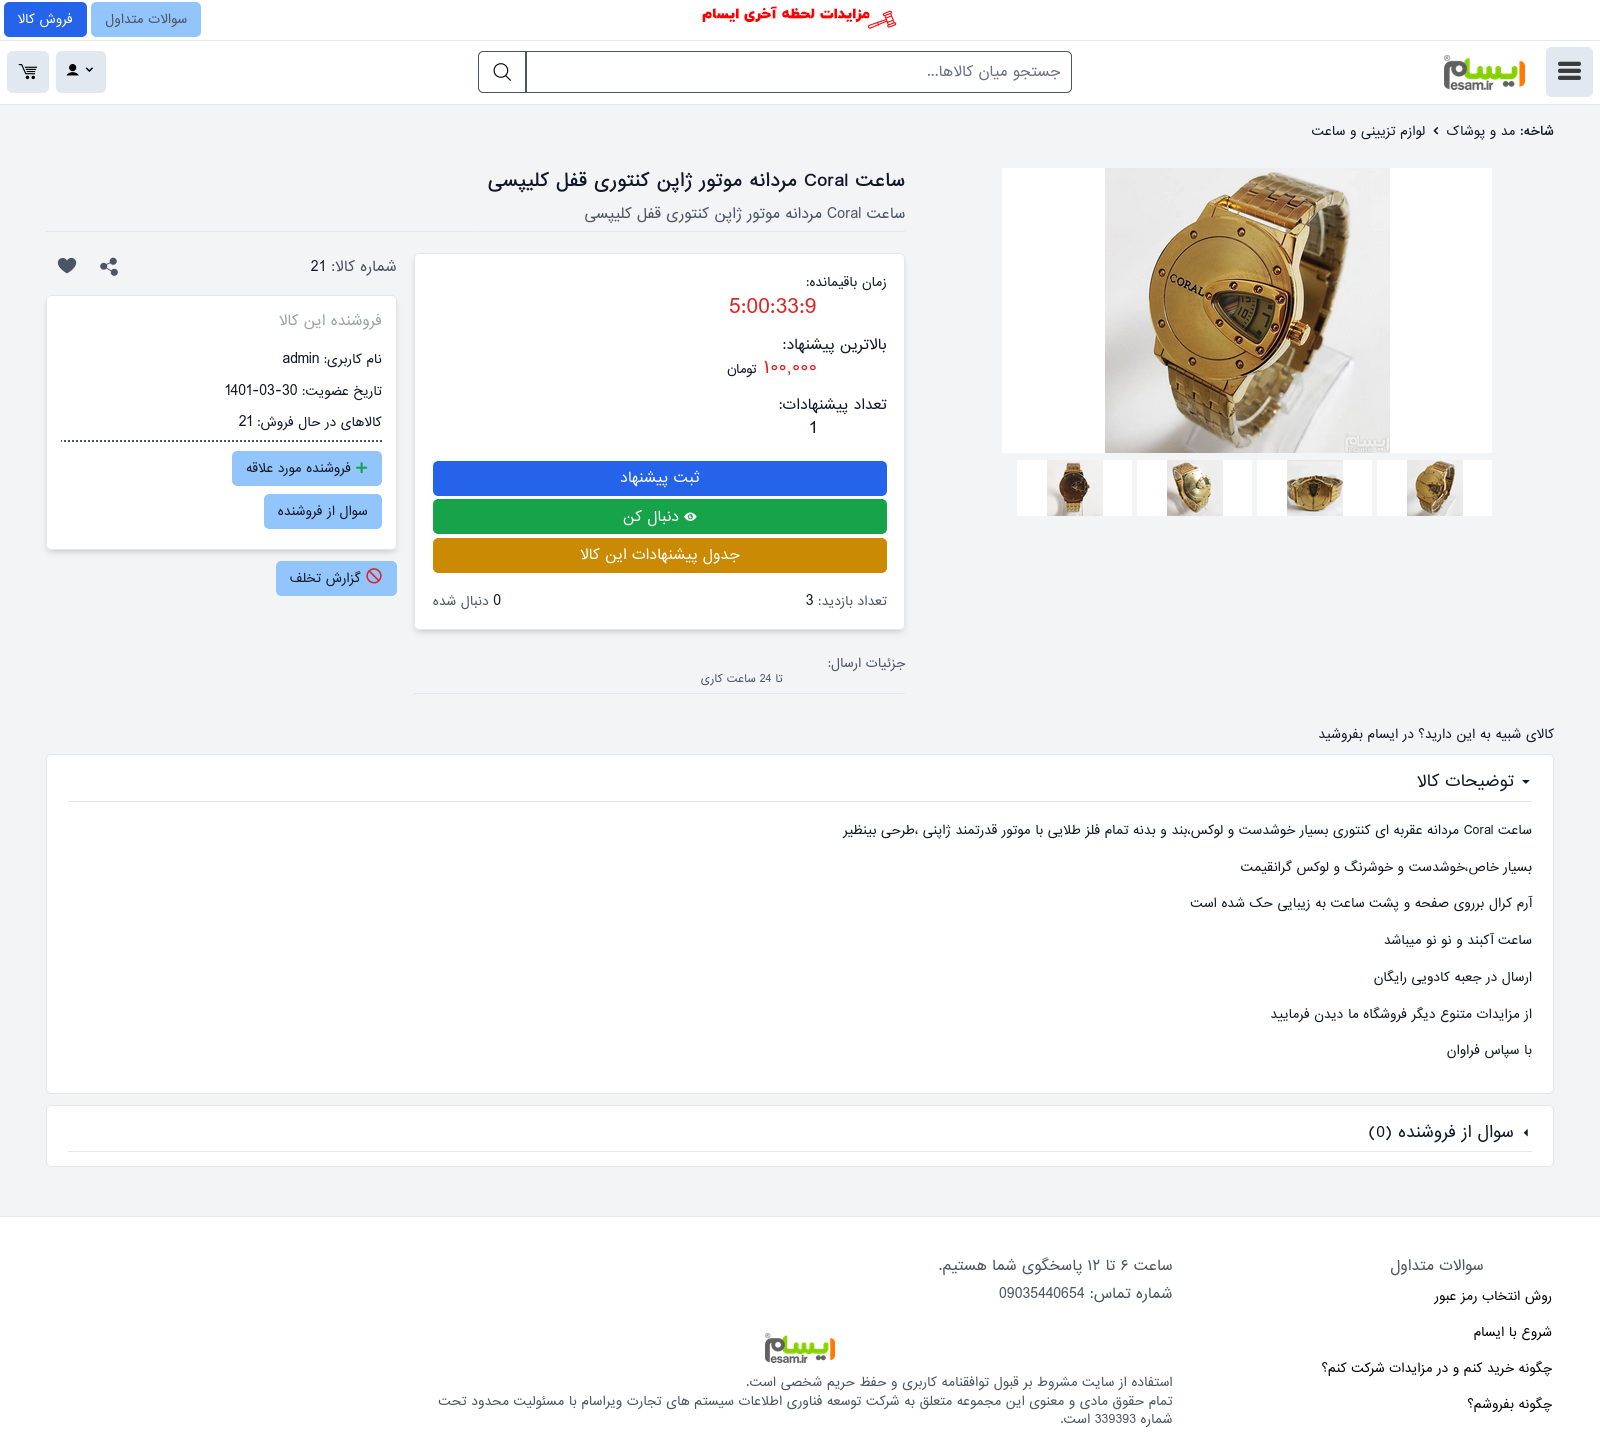 مزایدات لحظه آخری ایسام
سوالات متداول
فروش کالا
ایسام
esam.ir
جستجو میان کالاها...
شاخه: مد و پوشاک › لوازم تزیینی و ساعت
CORAL
ایسام
ساعت Coral مردانه موتور ژاپن کنتوری قفل کلیپسی
ساعت Coral مردانه موتور ژاپن کنتوری قفل کلیپسی
زمان باقیمانده:
5:00:33:9
بالاترین پیشنهاد:
۱۰۰,۰۰۰ تومان
تعداد پیشنهادات:
1
ثبت پیشنهاد
دنبال کن
جدول پیشنهادات این کالا
تعداد بازدید: 3
0 دنبال شده
جزئیات ارسال:
تا 24 ساعت کاری
شماره کالا: 21
فروشنده این کالا
نام کاربری: admin
تاریخ عضویت: 30-03-1401
کالاهای در حال فروش: 21
فروشنده مورد علاقه
سوال از فروشنده
گزارش تخلف
کالای شبیه به این دارید؟ در ایسام بفروشید
توضیحات کالا
ساعت Coral مردانه عقربه ای کنتوری بسیار خوشدست و لوکس،بند و بدنه تمام فلز طلایی با موتور قدرتمند ژاپنی ،طرحی بینظیر
بسیار خاص،خوشدست و خوشرنگ و لوکس گرانقیمت
آرم کرال برروی صفحه و پشت ساعت به زیبایی حک شده است
ساعت آکبند و نو نو میباشد
ارسال در جعبه کادویی رایگان
از مزایدات متنوع دیگر فروشگاه ما دیدن فرمایید
با سپاس فراوان
سوال از فروشنده (0)
سوالات متداول
روش انتخاب رمز عبور
شروع با ایسام
چگونه خرید کنم و در مزایدات شرکت کنم؟
چگونه بفروشم؟
ساعت ۶ تا ۱۲ پاسخگوی شما هستیم.
شماره تماس: 09035440654
ایسام
esam.ir
استفاده از سایت مشروط بر قبول توافقنامه کاربری و حفظ حریم شخصی است.
تمام حقوق مادی و معنوی این مجموعه متعلق به شرکت توسعه فناوری اطلاعات سیستم های تجارت ویراسام با مسئولیت محدود تحت
شماره 339393 است.